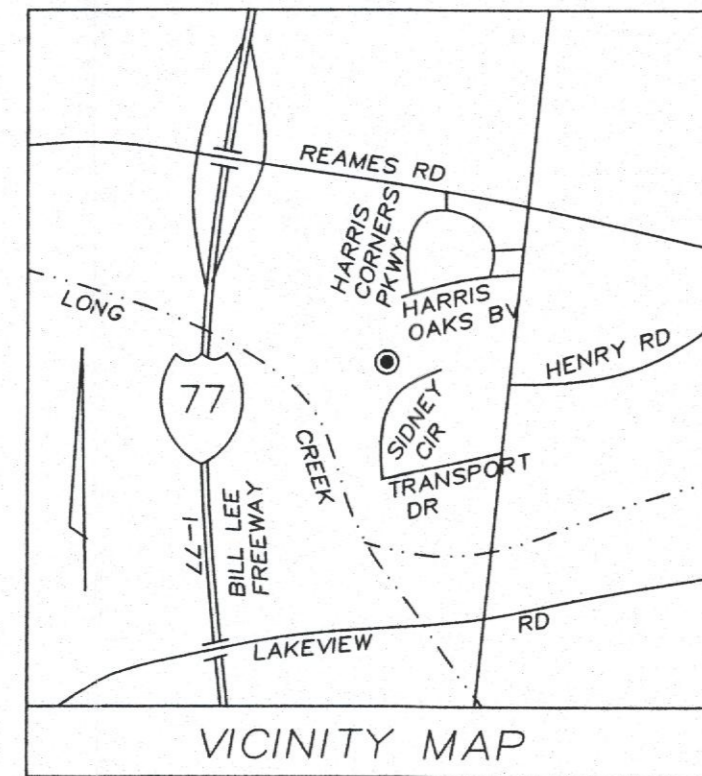 REAMES RD
HARRIS
CORNERS
PKWY
LONG
HARRIS
OAKS BV
HENRY RD
77
SIDNEY
CIR
CREEK
TRANSPORT
DR
I-77
BILL LEE
FREEWAY
LAKEVIEW
RD
VICINITY MAP